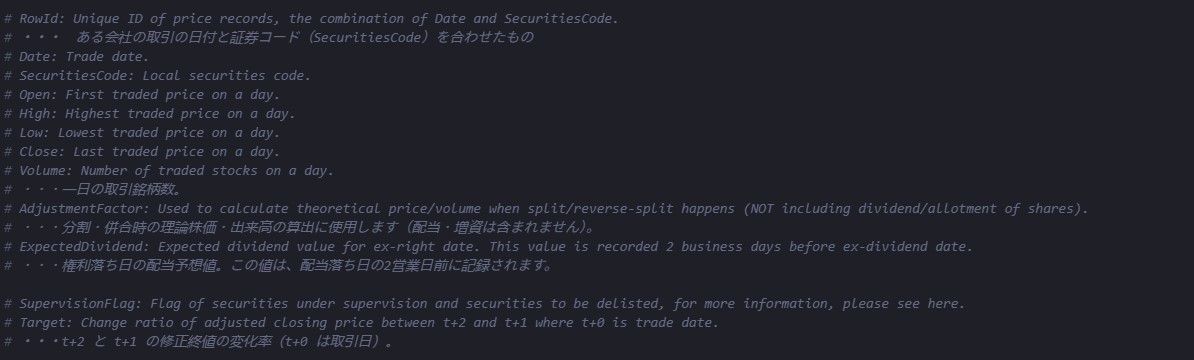 # RowId: Unique ID of price records, the combination of Date and SecuritiesCode.
# ・・・　ある会社の取引の日付と証券コード（SecuritiesCode）を合わせたもの
# Date: Trade date.
# SecuritiesCode: Local securities code.
# Open: First traded price on a day.
# High: Highest traded price on a day.
# Low: Lowest traded price on a day.
# Close: Last traded price on a day.
# Volume: Number of traded stocks on a day.
# ・・・一日の取引銘柄数。
# AdjustmentFactor: Used to calculate theoretical price/volume when split/reverse-split happens (NOT including dividend/allotment of shares).
# ・・・分割・併合時の理論株価・出来高の算出に使用します（配当・増資は含まれません）。
# ExpectedDividend: Expected dividend value for ex-right date. This value is recorded 2 business days before ex-dividend date.
# ・・・権利落ち日の配当予想値。この値は、配当落ち日の2営業日前に記録されます。
# SupervisionFlag: Flag of securities under supervision and securities to be delisted, for more information, please see here.
# Target: Change ratio of adjusted closing price between t+2 and t+1 where t+0 is trade date.
# ・・・t+2 と t+1 の修正終値の変化率（t+0 は取引日）。